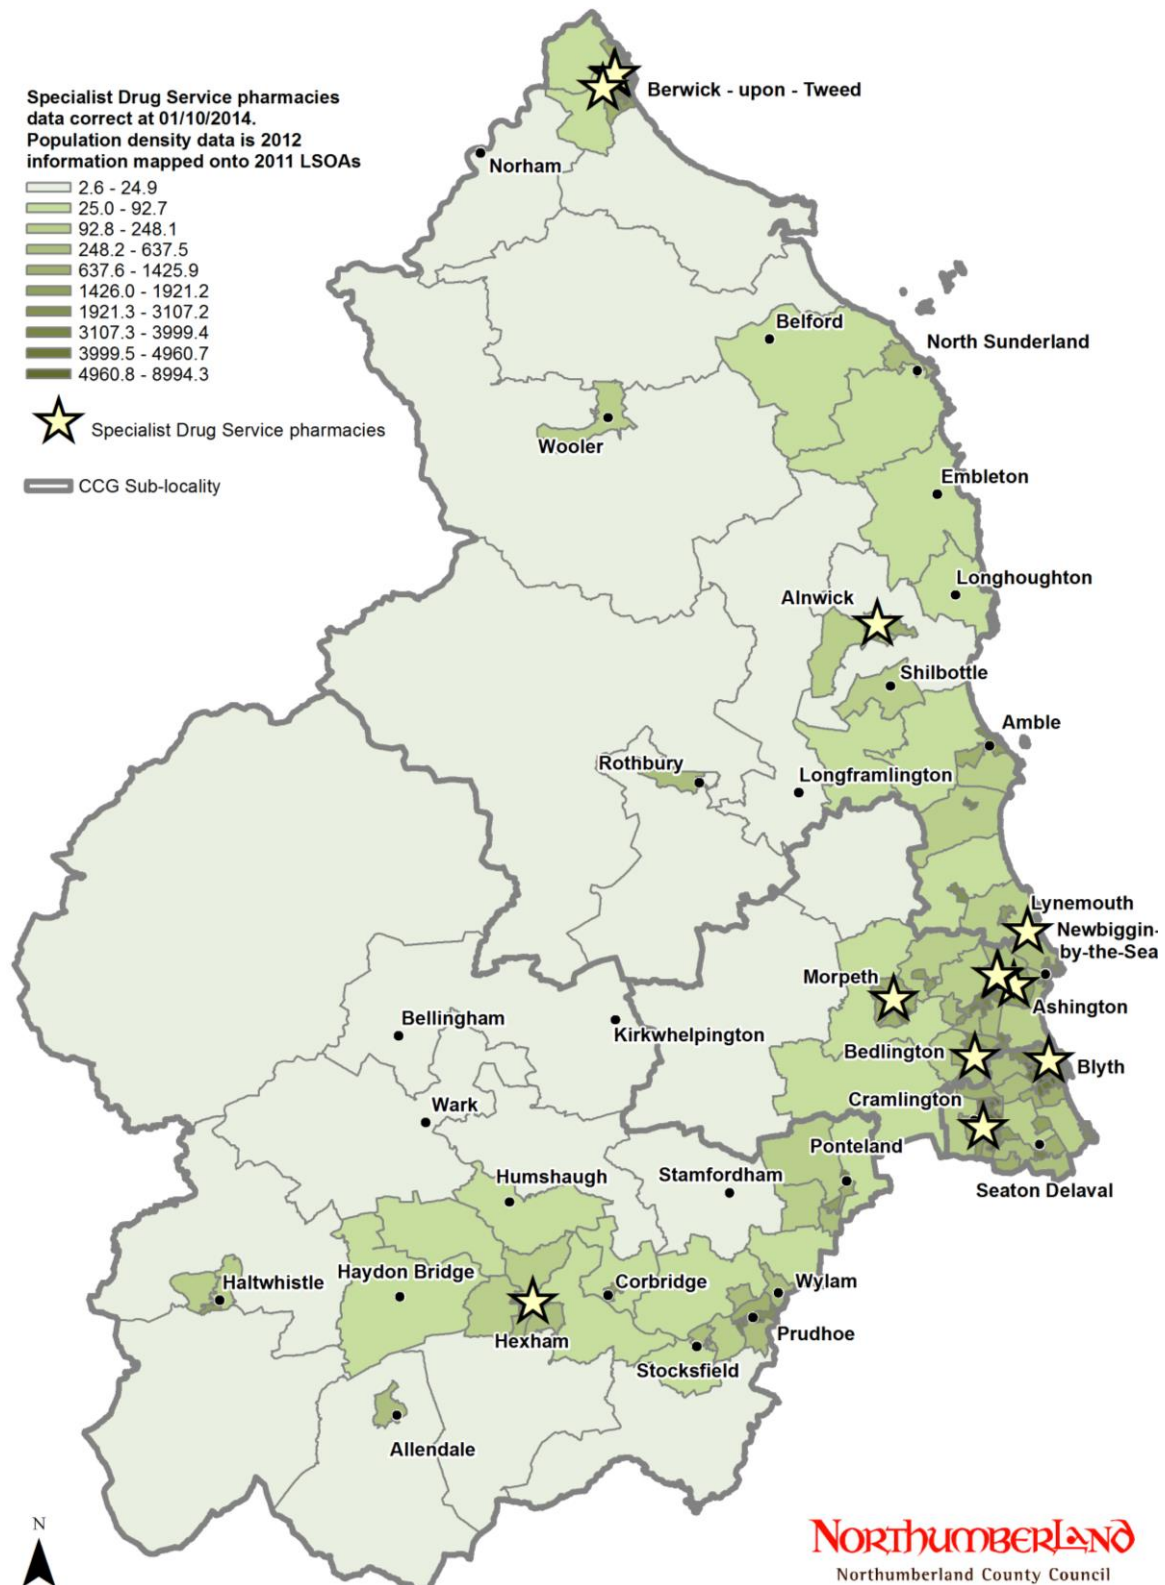 Specialist Drug Service pharmacies
data correct at 01/10/2014.
Population density data is 2012
information mapped onto 2011 LSOAs
2.6 - 24.9
25.0 - 92.7
92.8 - 248.1
248.2 - 637.5
637.6 - 1425.9
1426.0 - 1921.2
1921.3 - 3107.2
3107.3 - 3999.4
3999.5 - 4960.7
4960.8 - 8994.3
Specialist Drug Service pharmacies
CCG Sub-locality
Berwick - upon - Tweed
Norham
Belford
North Sunderland
Wooler
Embleton
Longhoughton
Alnwick
Shilbottle
Amble
Rothbury
Longframlington
Lynemouth
Newbiggin-
by-the-Sea
Morpeth
Ashington
Bellingham
Kirkwhelpington
Bedlington
Blyth
Cramlington
Wark
Ponteland
Humshaugh
Stamfordham
Seaton Delaval
Haltwhistle
Haydon Bridge
Corbridge
Wylam
Hexham
Prudhoe
Stocksfield
Allendale
N
NORTHUMBERLAND
Northumberland County Council